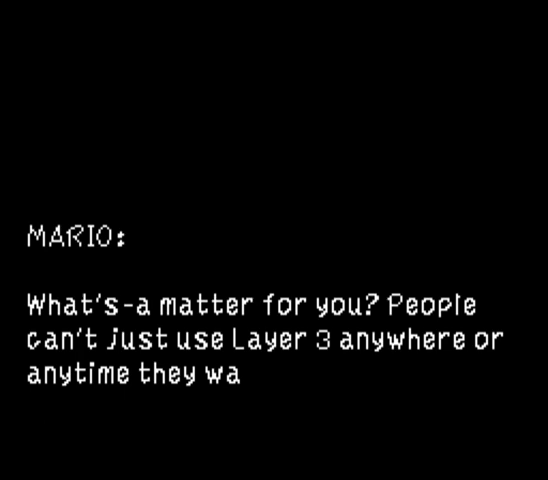 MARIO:
What's-a matter for you? People
can't just use Layer 3 anywhere or
anytime they wa